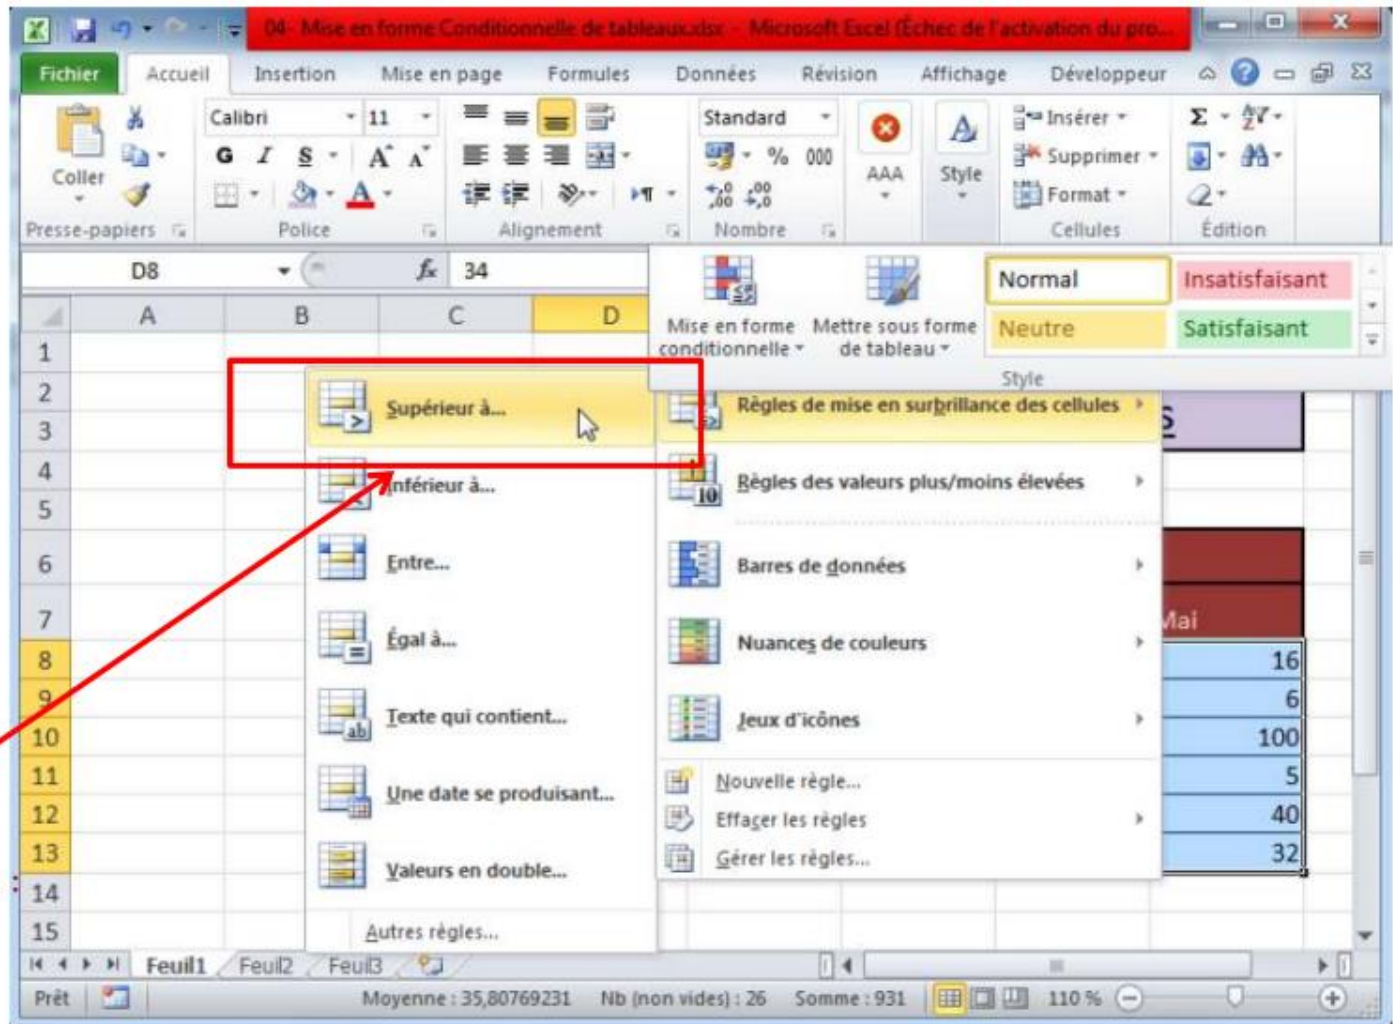 04- Mise en forme Conditionnelle de tableaux.xlsx - Microsoft Excel (Échec de l'activation du pro...
Fichier Accueil Insertion Mise en page Formules Données Révision Affichage Développeur
Coller
Calibri 11
G I S A A A
Standard
% 000
,00 ,0
AAA
Style
Insérer
Supprimer
Format
Σ
Presse-papiers Police Alignement Nombre Cellules Édition
D8 fx 34
Mise en forme conditionnelle
Mettre sous forme de tableau
Normal Insatisfaisant
Neutre Satisfaisant
Style
A B C D
1
2
3
4
5
6
7
8
9
10
11
12
13
14
15
Supérieur à...
Inférieur à...
Entre...
Égal à...
Texte qui contient...
Une date se produisant...
Valeurs en double...
Autres règles...
Règles de mise en surbrillance des cellules
Règles des valeurs plus/moins élevées
Barres de données
Nuances de couleurs
Jeux d'icônes
Nouvelle règle...
Effacer les règles
Gérer les règles...
S
Mai
16
6
100
5
40
32
Feuil1 Feuil2 Feuil3
Prêt Moyenne : 35,80769231 Nb (non vides) : 26 Somme : 931 110 %